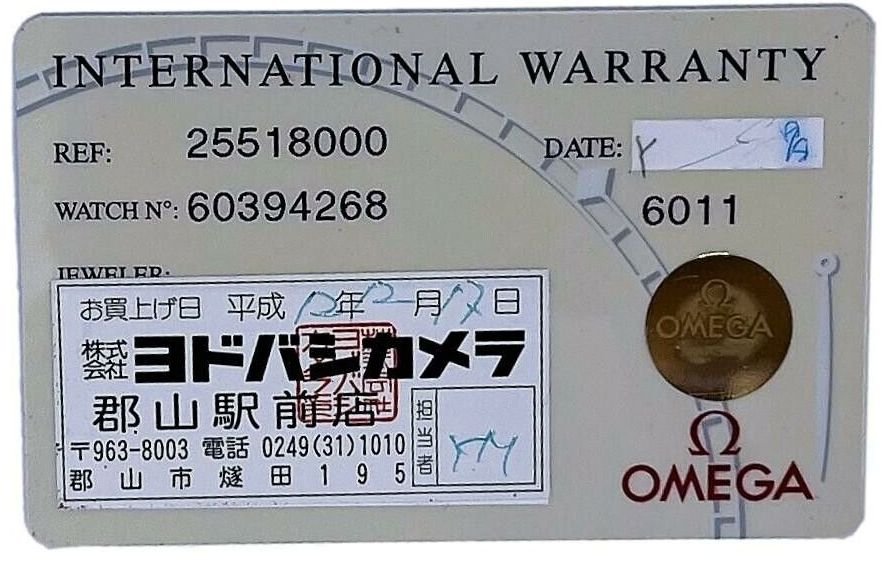 INTERNATIONAL WARRANTY
REF: 25518000
DATE:
WATCH N°: 60394268
6011
JEWELER:
お買上げ日 平成12年12月17日
株式会社 ヨドバシカメラ
郡山駅前店
〒963-8003 電話 0249(31)1010
郡山市燧田195
担当者
OMEGA
Ω
OMEGA